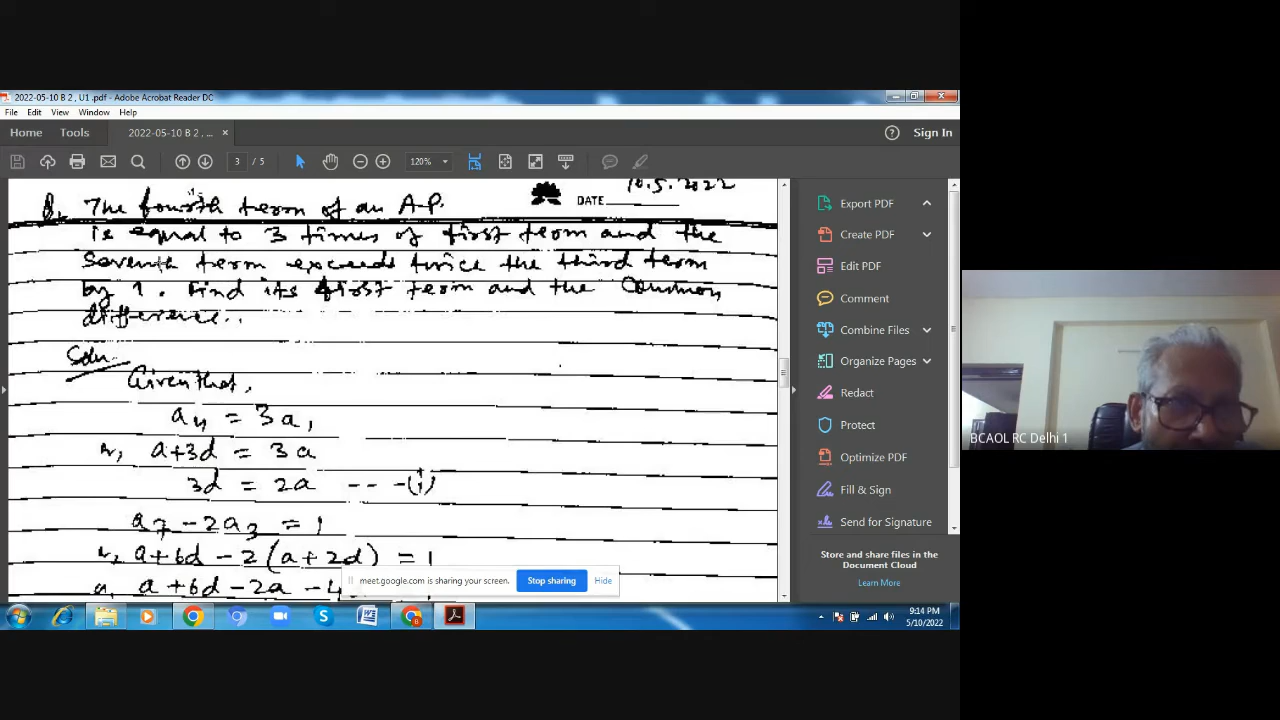 2022-05-10 B 2 , U1 .pdf - Adobe Acrobat Reader DC
File Edit View Window Help
Home Tools 2022-05-10 B 2 , ... × Sign In
3 / 5 120%
10.5.2022
DATE
Q. The fourth term of an A.P.
is equal to 3 times of first term and the
seventh term exceeds twice the third term
by 1. Find its first term and the Common
difference..
Soln
Given that,
a4 = 3a,
a+3d = 3a
3d = 2a -- -(i)
a7 - 2a3 = 1
a+6d - 2(a+2d) = 1
a+6d - 2a - 4
meet.google.com is sharing your screen. Stop sharing Hide
Export PDF
Create PDF
Edit PDF
Comment
Combine Files
Organize Pages
Redact
Protect
Optimize PDF
Fill & Sign
Send for Signature
Store and share files in the
Document Cloud
Learn More
BCAOL RC Delhi 1
9:14 PM
5/10/2022